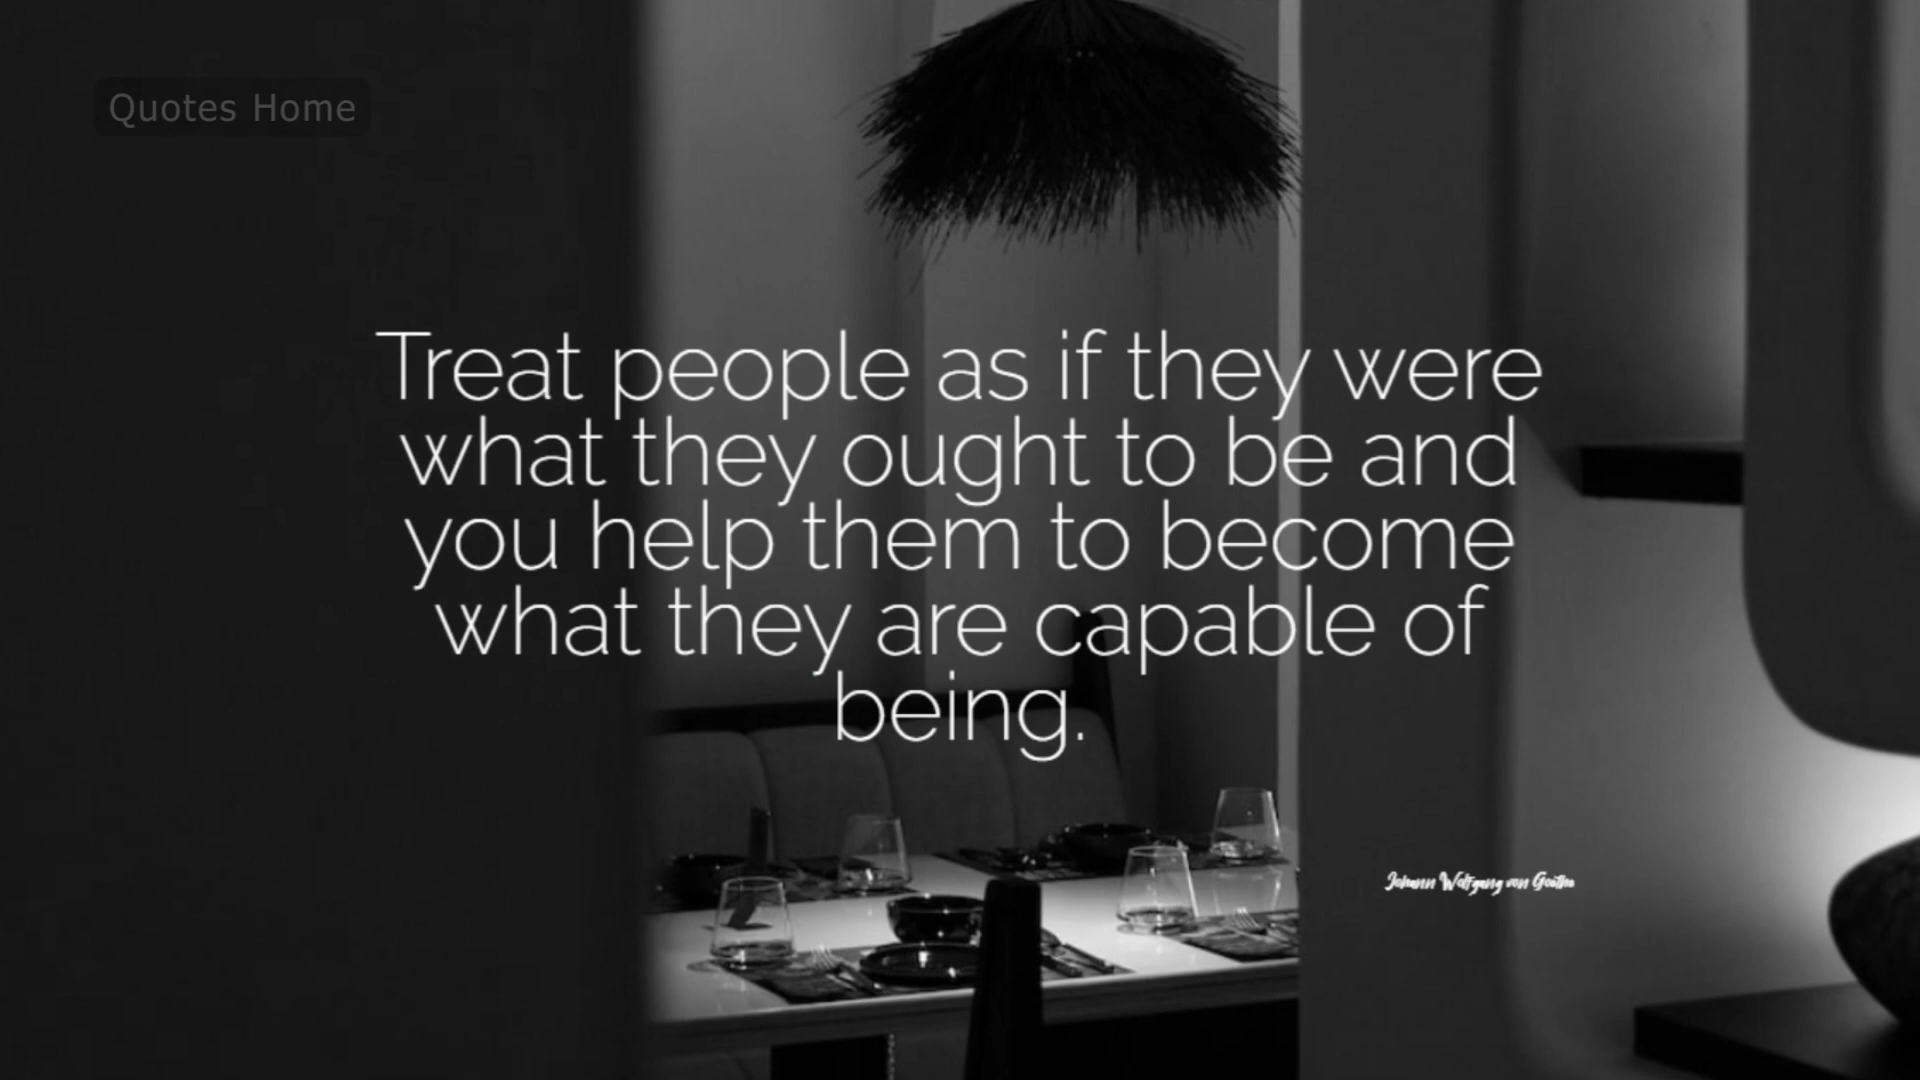 Quotes Home
Treat people as if they were
what they ought to be and
you help them to become
what they are capable of
being.
Johann Wolfgang von Goethe